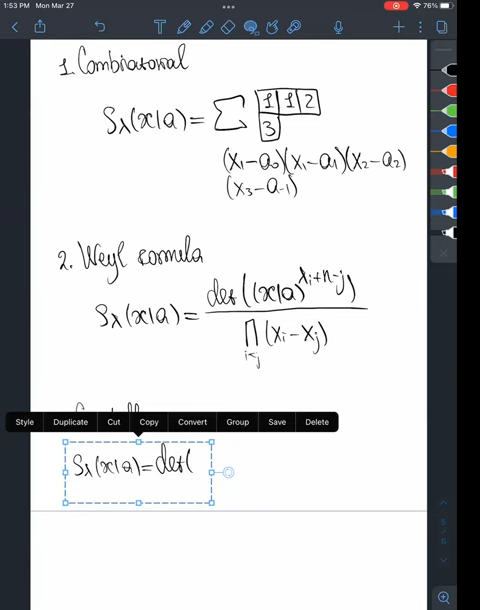 1:53 PM Mon Mar 27
76%
1. Combinatorial
1 1 2
Sλ(x|a) = Σ
3
(x₁-a₀)(x₁-a₁)(x₂-a₂)
(x₃-a₋₁)
2. Weyl formula
Sλ(x|a) = det((x|a)^{λi+n-j}) / ∏_{i<j} (xi - xj)
Style Duplicate Cut Copy Convert Group Save Delete
Sλ(x|a) = det(
5
6